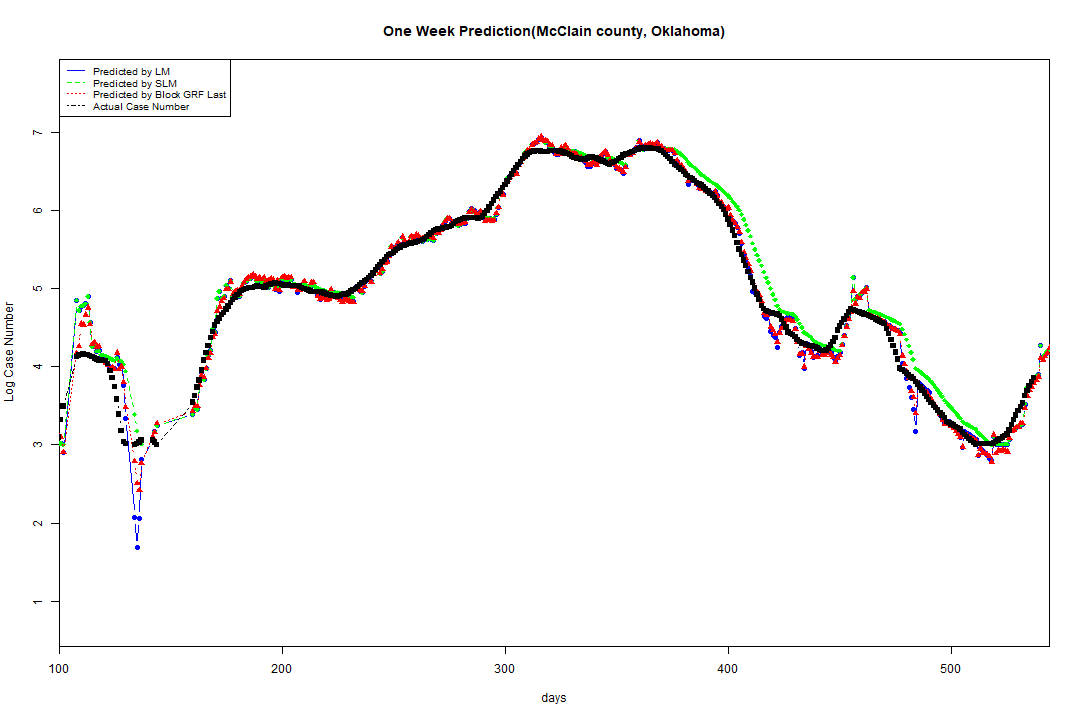 One Week Prediction(McClain county, Oklahoma)
Predicted by LM
Predicted by SLM
Predicted by Block GRF Last
Actual Case Number
7
6
5
4
3
2
1
Log Case Number
100 200 300 400 500
days